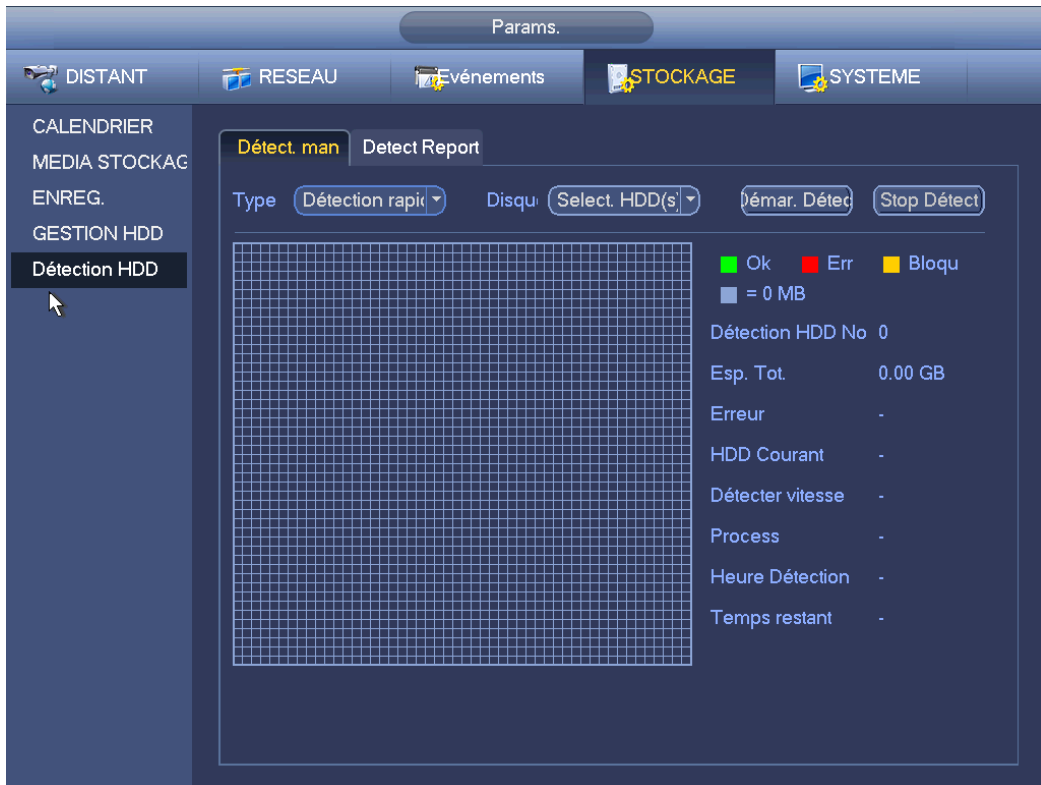 Params.
DISTANT
RESEAU
Evénements
STOCKAGE
SYSTEME
CALENDRIER
MEDIA STOCKAG
ENREG.
GESTION HDD
Détection HDD
Détect. man
Detect Report
Type
Détection rapi
Disqu
Select. HDD(s)
Démar. Détec
Stop Détect
Ok
Err
Bloqu
= 0 MB
Détection HDD No 0
Esp. Tot. 0.00 GB
Erreur -
HDD Courant -
Détecter vitesse -
Process -
Heure Détection -
Temps restant -